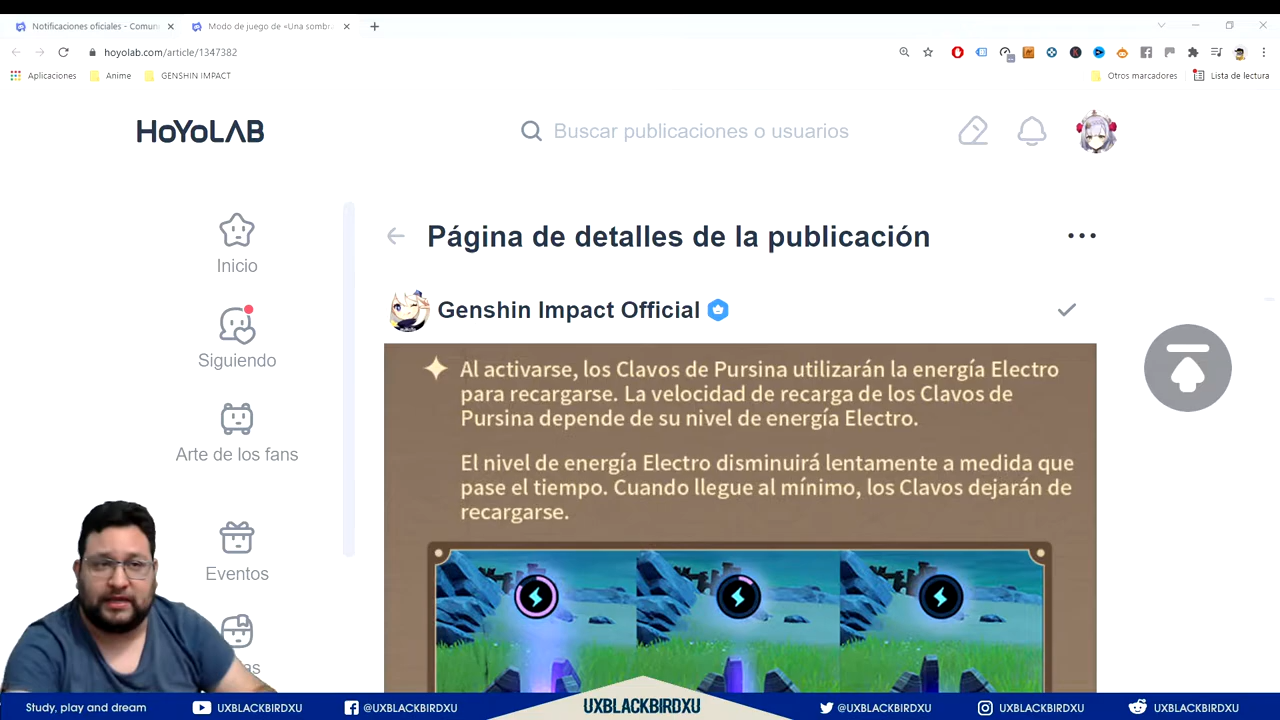 Notificaciones oficiales - Comuni
Modo de juego de «Una sombra
hoyolab.com/article/1347382
Aplicaciones
Anime
GENSHIN IMPACT
Otros marcadores
Lista de lectura
HoYoLAB
Buscar publicaciones o usuarios
Inicio
Siguiendo
Arte de los fans
Eventos
Página de detalles de la publicación
Genshin Impact Official
Al activarse, los Clavos de Pursina utilizarán la energía Electro
para recargarse. La velocidad de recarga de los Clavos de
Pursina depende de su nivel de energía Electro.
El nivel de energía Electro disminuirá lentamente a medida que
pase el tiempo. Cuando llegue al mínimo, los Clavos dejarán de
recargarse.
Study, play and dream
UXBLACKBIRDXU
@UXBLACKBIRDXU
UXBLACKBIRDXU
@UXBLACKBIRDXU
UXBLACKBIRDXU
UXBLACKBIRDXU